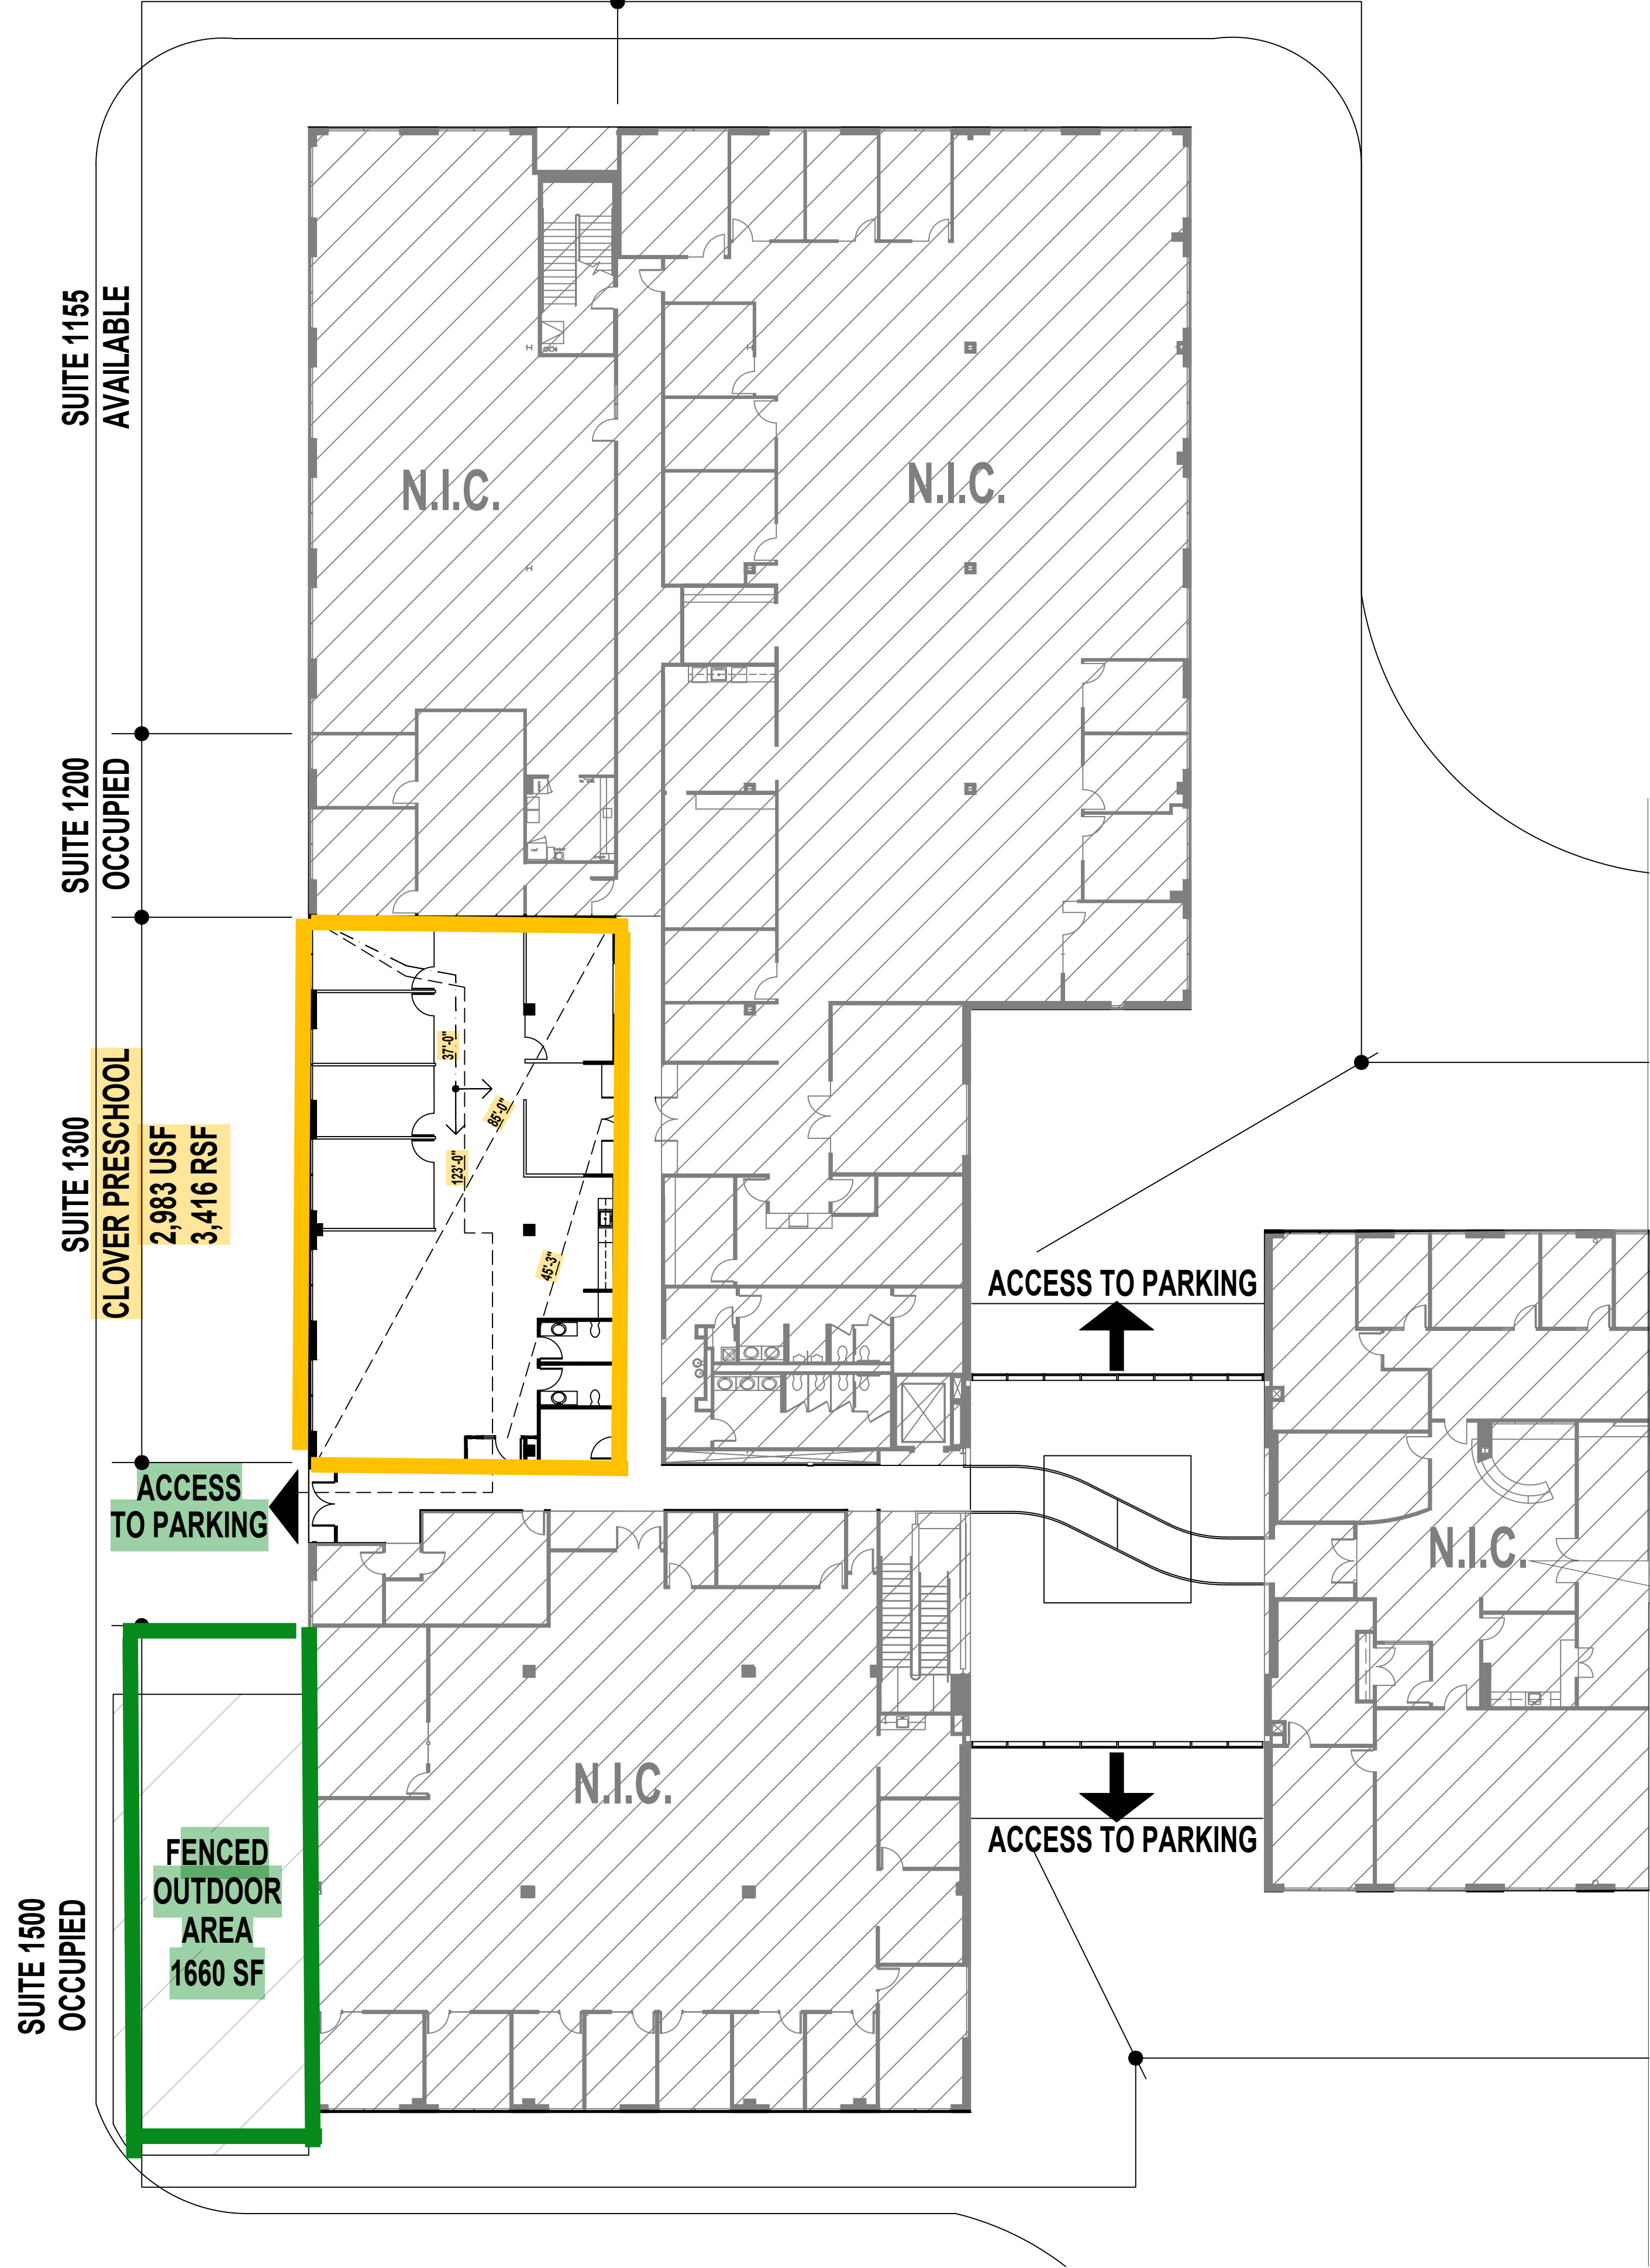 SUITE 1155
AVAILABLE
N.I.C.
N.I.C.
SUITE 1200
OCCUPIED
ref
SUITE 1300
CLOVER PRESCHOOL
2,983 USF
3,416 RSF
37'-0"
85'-0"
123'-0"
45'-3"
ACCESS TO PARKING
ACCESS
TO PARKING
N.I.C.
N.I.C.
ACCESS TO PARKING
FENCED
OUTDOOR
AREA
1660 SF
SUITE 1500
OCCUPIED